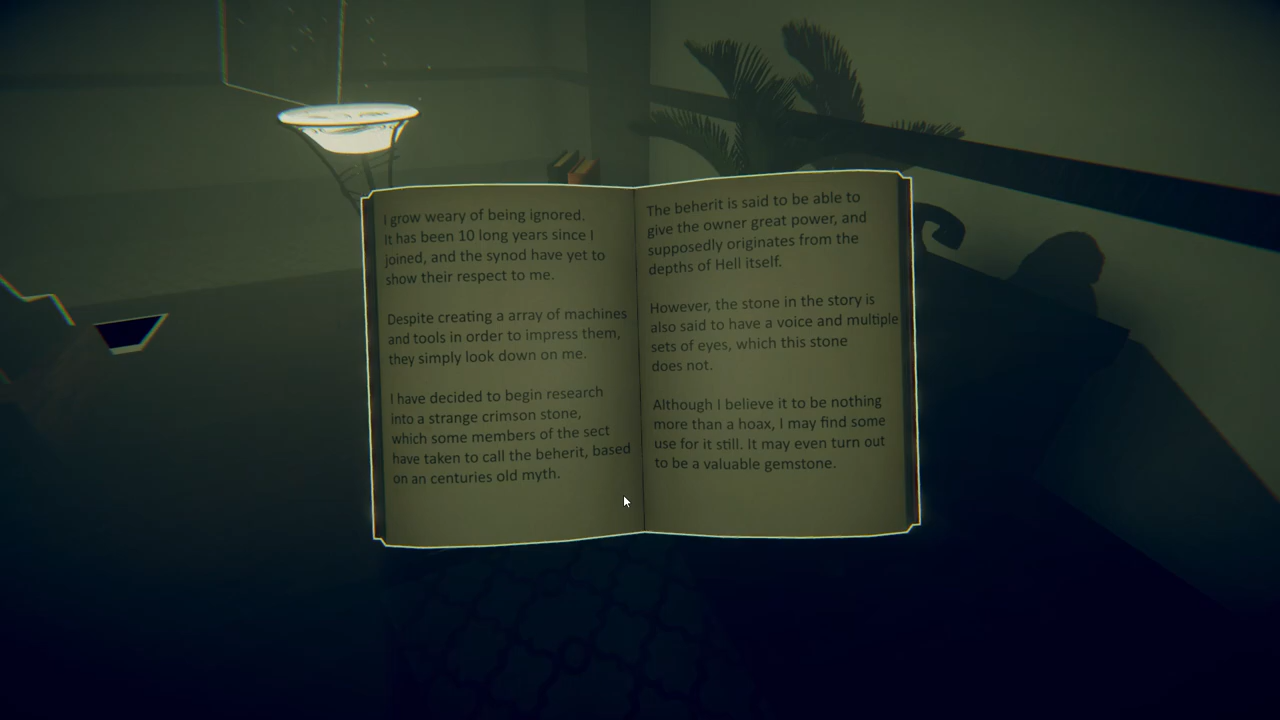 I grow weary of being ignored.
It has been 10 long years since I
joined, and the synod have yet to
show their respect to me.
Despite creating a array of machines
and tools in order to impress them,
they simply look down on me.
I have decided to begin research
into a strange crimson stone,
which some members of the sect
have taken to call the beherit, based
on an centuries old myth.
The beherit is said to be able to
give the owner great power, and
supposedly originates from the
depths of Hell itself.
However, the stone in the story is
also said to have a voice and multiple
sets of eyes, which this stone
does not.
Although I believe it to be nothing
more than a hoax, I may find some
use for it still. It may even turn out
to be a valuable gemstone.